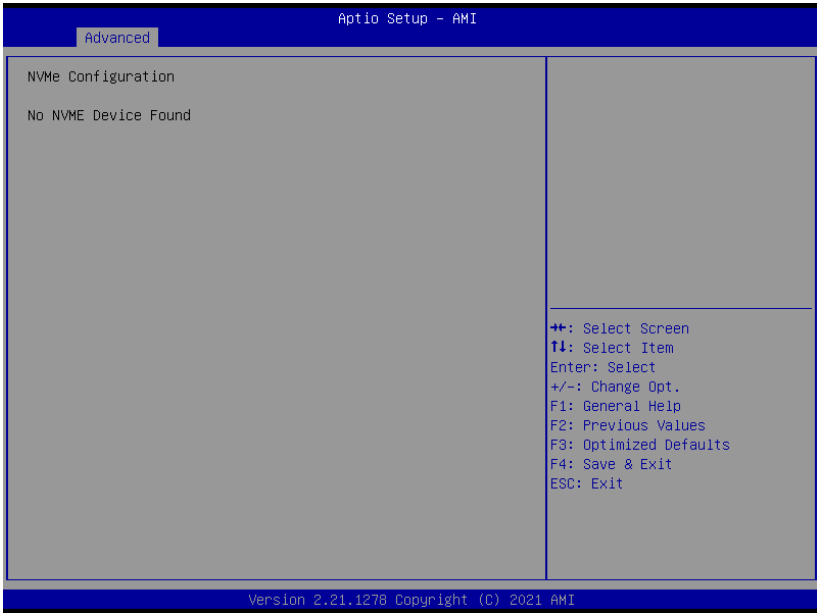 Aptio Setup – AMI
Advanced
NVMe Configuration
No NVME Device Found
→←: Select Screen
↑↓: Select Item
Enter: Select
+/-: Change Opt.
F1: General Help
F2: Previous Values
F3: Optimized Defaults
F4: Save & Exit
ESC: Exit
Version 2.21.1278 Copyright (C) 2021 AMI